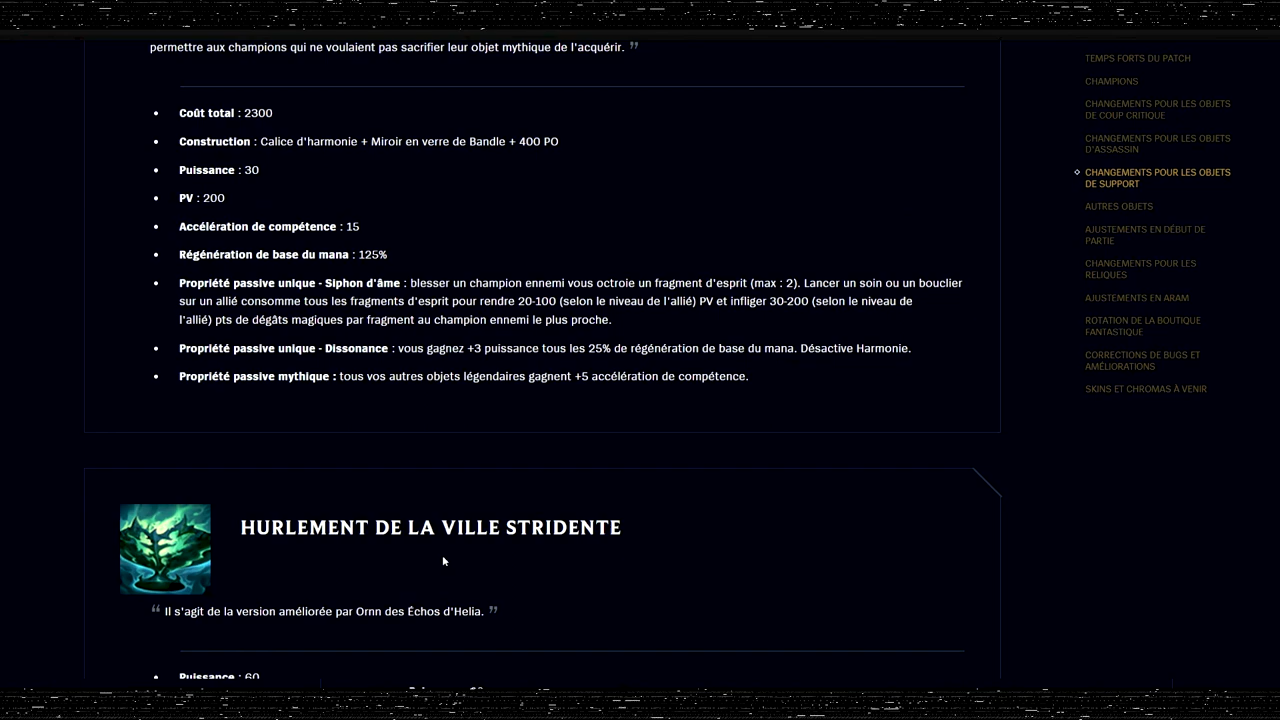 permettre aux champions qui ne voulaient pas sacrifier leur objet mythique de l'acquérir. ”
• Coût total : 2300
• Construction : Calice d'harmonie + Miroir en verre de Bandle + 400 PO
• Puissance : 30
• PV : 200
• Accélération de compétence : 15
• Régénération de base du mana : 125%
• Propriété passive unique - Siphon d'âme : blesser un champion ennemi vous octroie un fragment d'esprit (max : 2). Lancer un soin ou un bouclier
sur un allié consomme tous les fragments d'esprit pour rendre 20-100 (selon le niveau de l'allié) PV et infliger 30-200 (selon le niveau de
l'allié) pts de dégâts magiques par fragment au champion ennemi le plus proche.
• Propriété passive unique - Dissonance : vous gagnez +3 puissance tous les 25% de régénération de base du mana. Désactive Harmonie.
• Propriété passive mythique : tous vos autres objets légendaires gagnent +5 accélération de compétence.
HURLEMENT DE LA VILLE STRIDENTE
“ Il s'agit de la version améliorée par Ornn des Échos d'Helia. ”
• Puissance : 60
TEMPS FORTS DU PATCH
CHAMPIONS
CHANGEMENTS POUR LES OBJETS
DE COUP CRITIQUE
CHANGEMENTS POUR LES OBJETS
D'ASSASSIN
CHANGEMENTS POUR LES OBJETS
DE SUPPORT
AUTRES OBJETS
AJUSTEMENTS EN DÉBUT DE
PARTIE
CHANGEMENTS POUR LES
RELIQUES
AJUSTEMENTS EN ARAM
ROTATION DE LA BOUTIQUE
FANTASTIQUE
CORRECTIONS DE BUGS ET
AMÉLIORATIONS
SKINS ET CHROMAS À VENIR